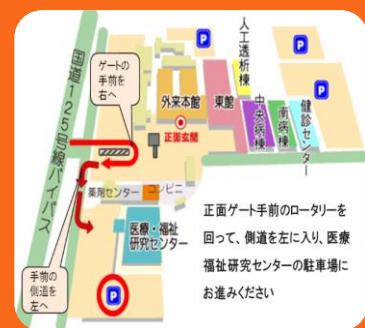 国道125号線バイパス
ゲートの
手前を
右へ
P
外来本館
正面玄関
東館
人工透析棟
中央病棟
南病棟
健診センター
P
P
P
薬剤センター
コンビニ
医療・福祉
研究センター
手前の
側道を
左へ
P
正面ゲート手前のロータリーを
回って、側道を左に入り、医療
福祉研究センターの駐車場に
お進みください